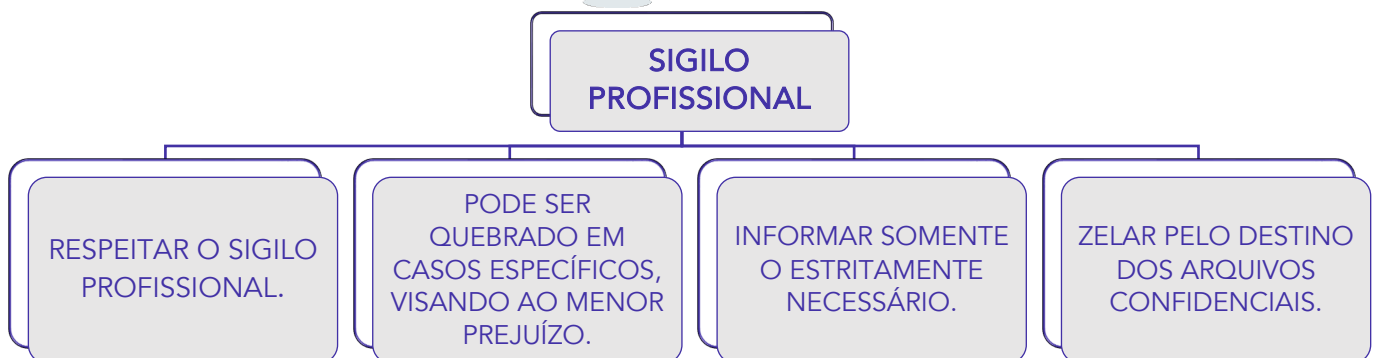 SIGILO
PROFISSIONAL
RESPEITAR O SIGILO
PROFISSIONAL.
PODE SER
QUEBRADO EM
CASOS ESPECÍFICOS,
VISANDO AO MENOR
PREJUÍZO.
INFORMAR SOMENTE
O ESTRITAMENTE
NECESSÁRIO.
ZELAR PELO DESTINO
DOS ARQUIVOS
CONFIDENCIAIS.